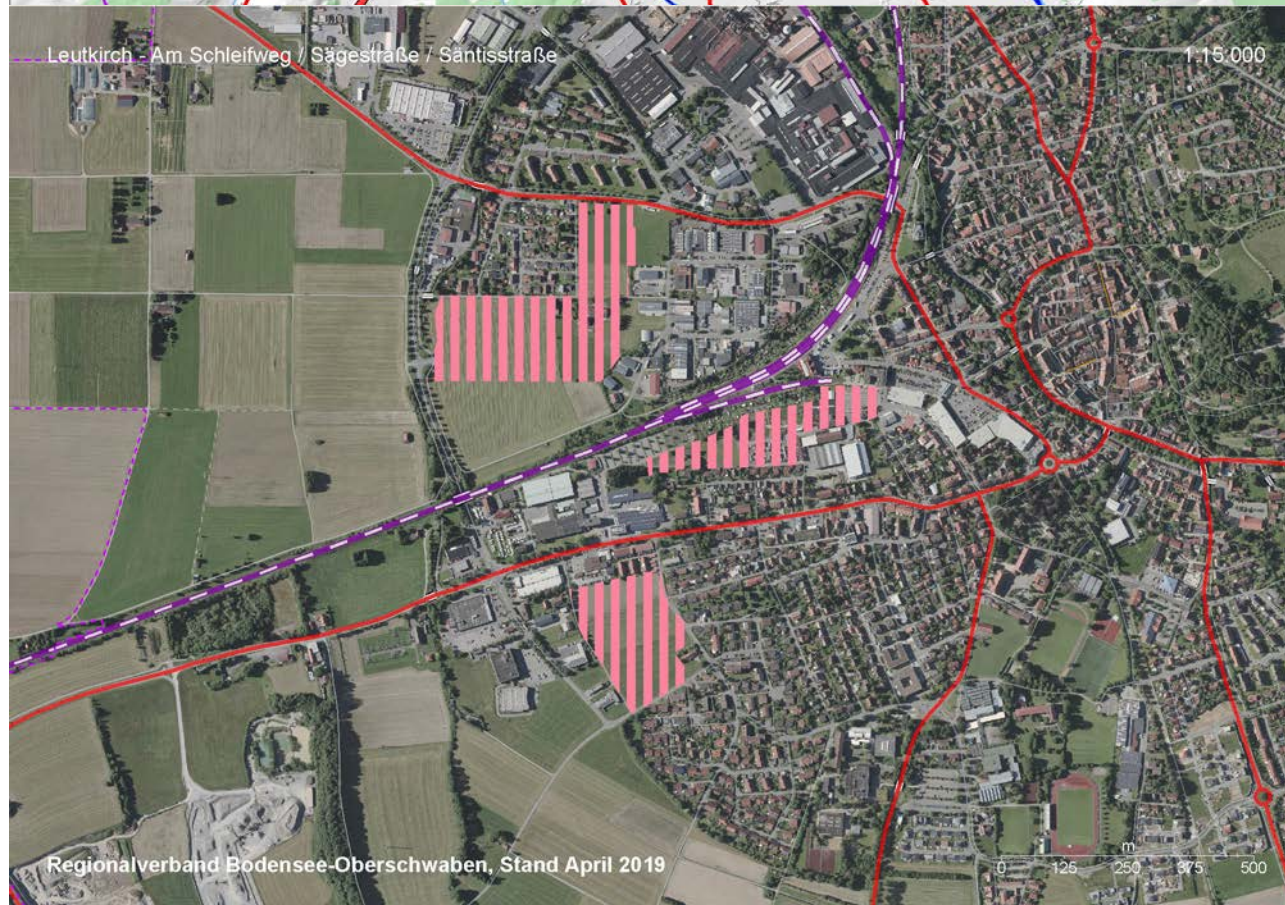 Leutkirch - Am Schleifweg / Sägestraße / Säntisstraße
1:15.000
Regionalverband Bodensee-Oberschwaben, Stand April 2019
m
0 125 250 375 500